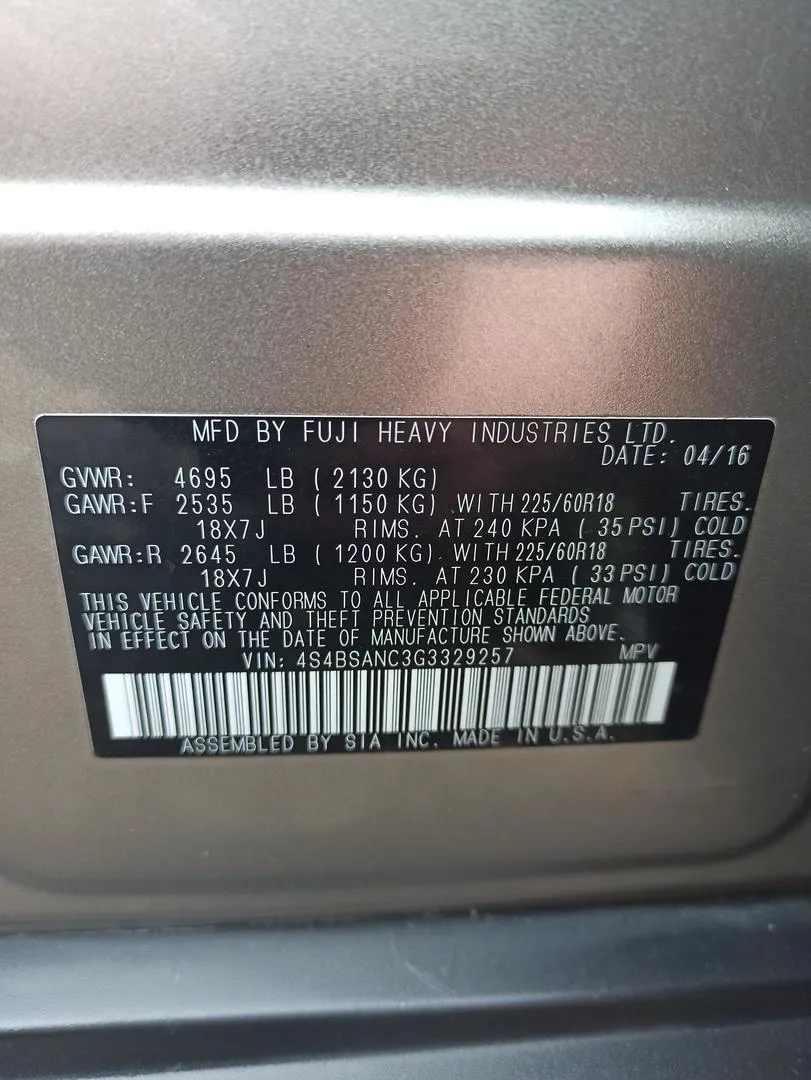 MFD BY FUJI HEAVY INDUSTRIES LTD.
DATE: 04/16
GVWR: 4695 LB ( 2130 KG)
GAWR:F 2535 LB ( 1150 KG) .WITH 225/60R18 TIRES.
18X7J RIMS. AT 240 KPA ( 35 PSI) COLD
GAWR:R 2645 LB ( 1200 KG). WITH 225/60R18 TIRES.
18X7J RIMS. AT 230 KPA ( 33 PSI) COLD
THIS VEHICLE CONFORMS TO ALL APPLICABLE FEDERAL MOTOR
VEHICLE SAFETY AND THEFT PREVENTION STANDARDS
IN EFFECT ON THE DATE OF MANUFACTURE SHOWN ABOVE.
VIN: 4S4BSANC3G3329257 MPV
ASSEMBLED BY SIA INC. MADE IN U.S.A.